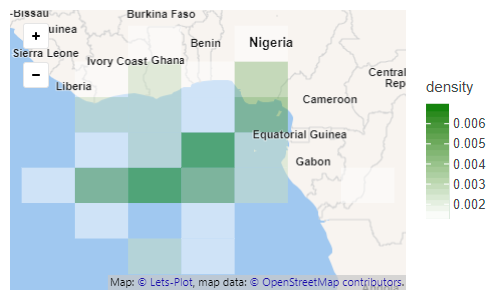 -Bissau
Burkina Faso
uinea
+
Benin
Nigeria
Sierra Leone
Ivory Coast
Ghana
Central
Rep
−
Liberia
Cameroon
Equatorial Guinea
Gabon
Map: © Lets-Plot, map data: © OpenStreetMap contributors.
density
0.006
0.005
0.004
0.003
0.002